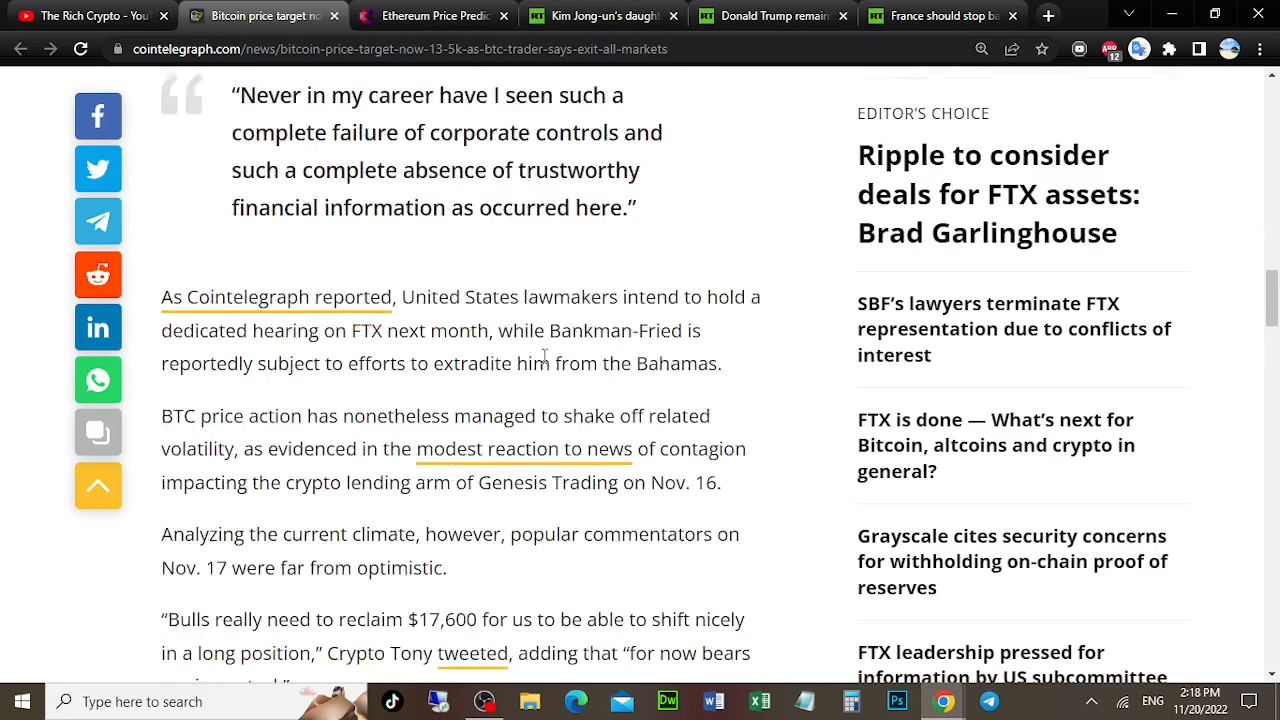 The Rich Crypto - You
Bitcoin price target no
Ethereum Price Predic
Kim Jong-un's daught
Donald Trump remain
France should stop ba
cointelegraph.com/news/bitcoin-price-target-now-13-5k-as-btc-trader-says-exit-all-markets
12
“Never in my career have I seen such a
complete failure of corporate controls and
such a complete absence of trustworthy
financial information as occurred here.”
As Cointelegraph reported, United States lawmakers intend to hold a
dedicated hearing on FTX next month, while Bankman-Fried is
reportedly subject to efforts to extradite him from the Bahamas.
BTC price action has nonetheless managed to shake off related
volatility, as evidenced in the modest reaction to news of contagion
impacting the crypto lending arm of Genesis Trading on Nov. 16.
Analyzing the current climate, however, popular commentators on
Nov. 17 were far from optimistic.
“Bulls really need to reclaim $17,600 for us to be able to shift nicely
in a long position,” Crypto Tony tweeted, adding that “for now bears
EDITOR’S CHOICE
Ripple to consider
deals for FTX assets:
Brad Garlinghouse
SBF’s lawyers terminate FTX
representation due to conflicts of
interest
FTX is done — What’s next for
Bitcoin, altcoins and crypto in
general?
Grayscale cites security concerns
for withholding on-chain proof of
reserves
FTX leadership pressed for
information by US subcommittee
Type here to search
ENG
2:18 PM
11/20/2022